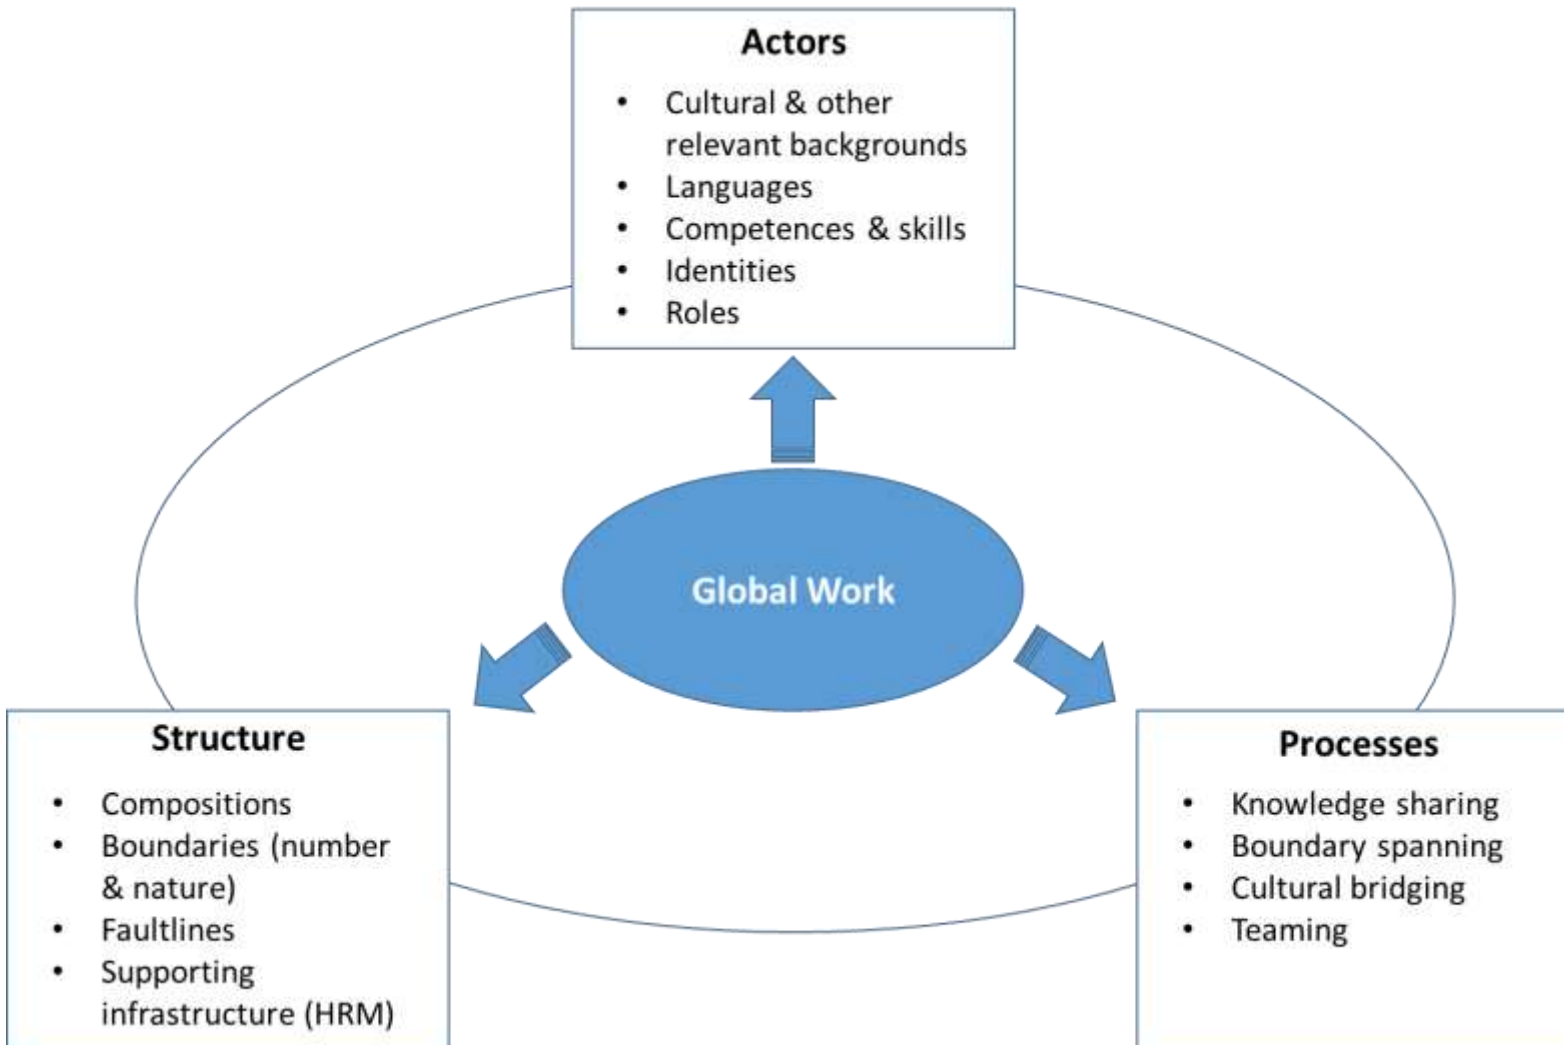 Actors
• Cultural & other
relevant backgrounds
• Languages
• Competences & skills
• Identities
• Roles
Global Work
Structure
• Compositions
• Boundaries (number
& nature)
• Faultlines
• Supporting
infrastructure (HRM)
Processes
• Knowledge sharing
• Boundary spanning
• Cultural bridging
• Teaming